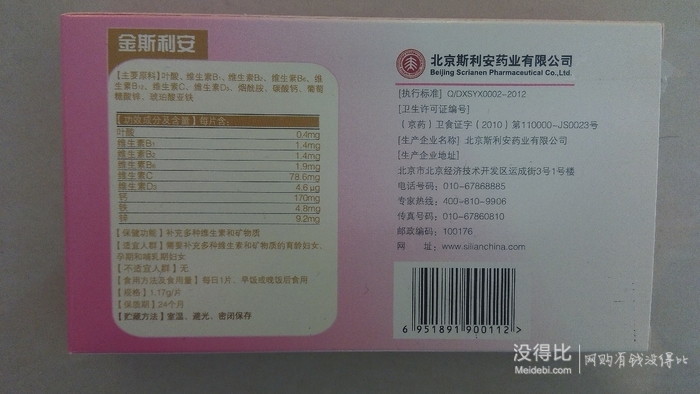 金斯利安
【主要原料】叶酸、维生素B₁、维生素B₂、维生素B₆、维
生素B₁₂、维生素C、维生素D₃、烟酰胺、碳酸钙、葡萄
糖酸锌、琥珀酸亚铁
【功效成分及含量】每片含:
叶酸 0.4mg
维生素B₁ 1.4mg
维生素B₂ 1.4mg
维生素B₆ 1.9mg
维生素C 78.6mg
维生素D₃ 4.6μg
钙 170mg
铁 4.8mg
锌 9.2mg
【保健功能】补充多种维生素和矿物质
【适宜人群】需要补充多种维生素和矿物质的育龄妇女、
孕期和哺乳期妇女
【不适宜人群】无
【食用方法及食用量】每日1片,早饭或晚饭后食用
【规格】1.17g/片
【保质期】24个月
【贮藏方法】室温、避光、密闭保存
北京斯利安药业有限公司
Beijing Scrianen Pharmaceutical Co.,Ltd.
[执行标准] Q/DXSYX0002-2012
[卫生许可证编号]
(京药)卫食证字(2010)第110000-JS0023号
[生产企业名称] 北京斯利安药业有限公司
[生产企业地址]
北京市北京经济技术开发区运成街3号1号楼
电话号码: 010-67868885
专家热线: 400-810-9906
传真号码: 010-67860810
邮政编码: 100176
网 址: www.silianchina.com
6 951891 900112 >
没得比
Meidebi.com
网购有钱没得比